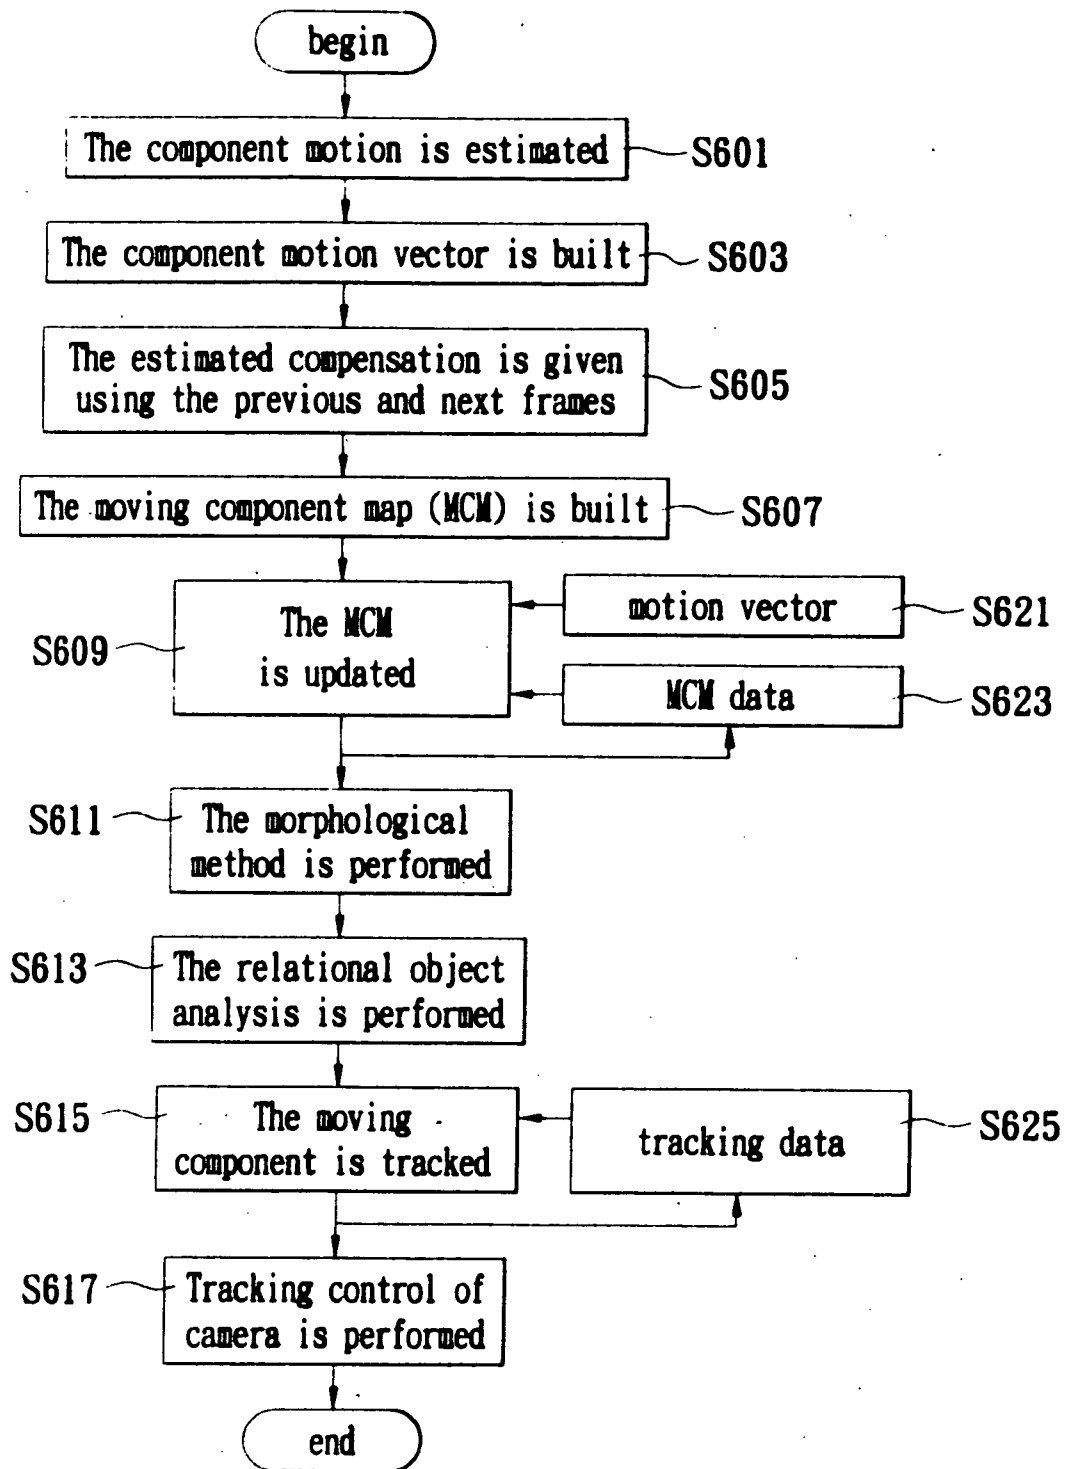 begin
The component motion is estimated
S601
The component motion vector is built
S603
The estimated compensation is given
using the previous and next frames
S605
The moving component map (MCM) is built
S607
The MCM
is updated
S609
motion vector
S621
MCM data
S623
S611
The morphological
method is performed
S613
The relational object
analysis is performed
S615
The moving
component is tracked
tracking data
S625
S617
Tracking control of
camera is performed
end